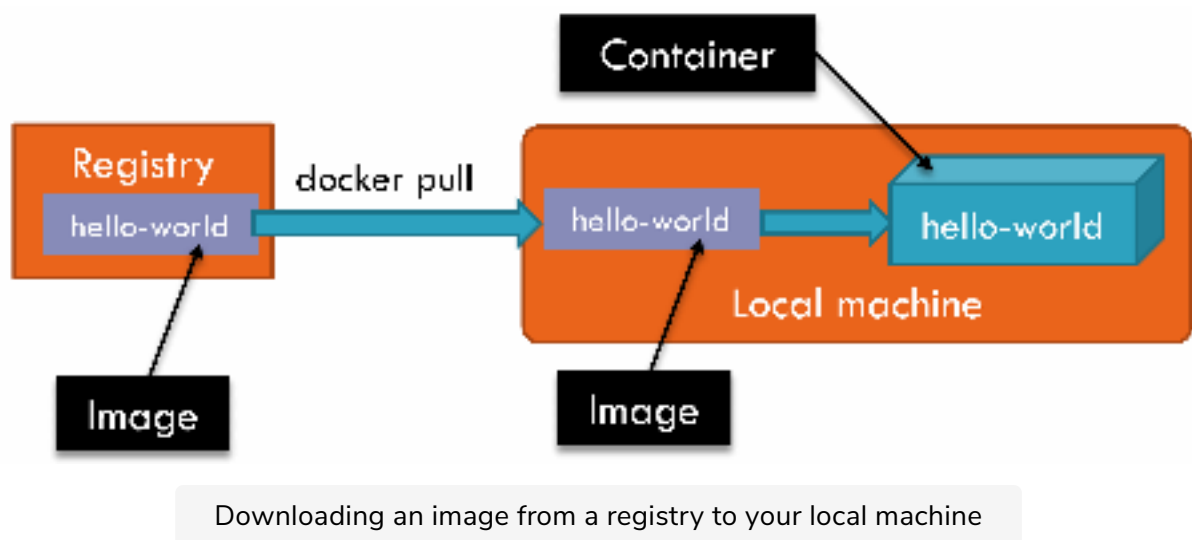 Container
Registry
docker pull
hello-world
hello-world
hello-world
Local machine
Image
Image
Downloading an image from a registry to your local machine